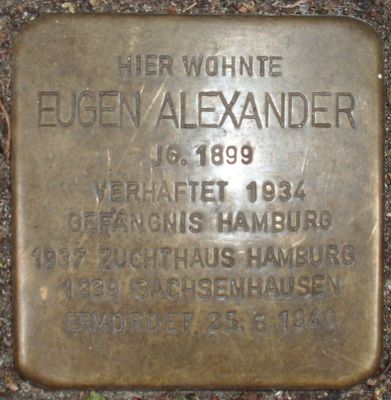 HIER WOHNTE
EUGEN ALEXANDER
JG. 1899
VERHAFTET 1934
GEFÄNGNIS HAMBURG
1937 ZUCHTHAUS HAMBURG
1939 SACHSENHAUSEN
ERMORDET 25.6.1940